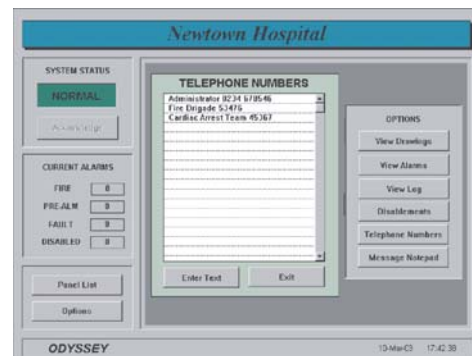 Newtown Hospital
SYSTEM STATUS
NORMAL
Acknowledge
CURRENT ALARMS
FIRE 0
PRE-ALM 0
FAULT 0
DISABLED 0
Panel List
Options
TELEPHONE NUMBERS
Administrator 0234 678546
Fire Brigade 53476
Cardiac Arrest Team 45367
Enter Text
Exit
OPTIONS
View Drawings
View Alarms
View Log
Disablements
Telephone Numbers
Message Notepad
ODYSSEY
10-Mar-03 17:42:38